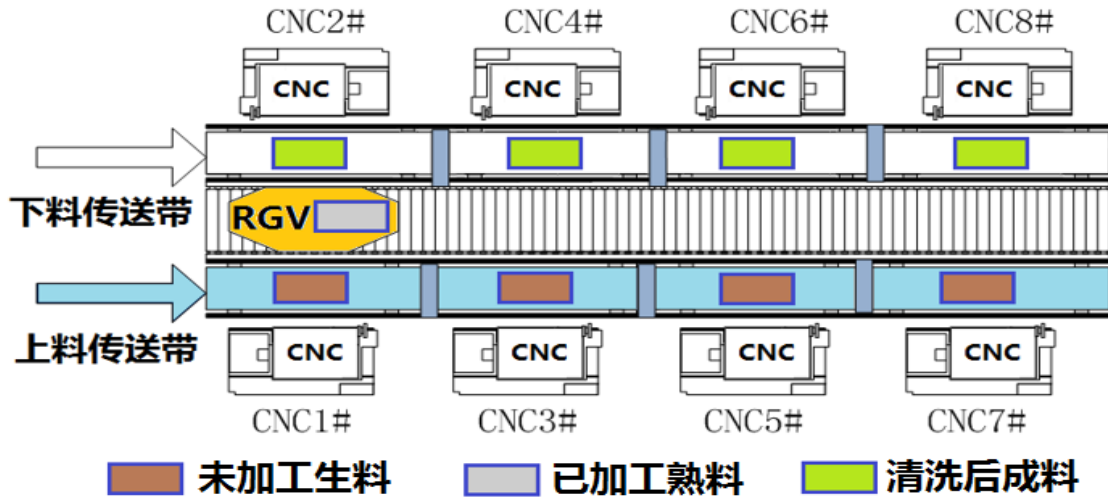 CNC2# CNC4# CNC6# CNC8#
CNC CNC CNC CNC
下料传送带
RGV
上料传送带
CNC CNC CNC CNC
CNC1# CNC3# CNC5# CNC7#
未加工生料 已加工熟料 清洗后成料